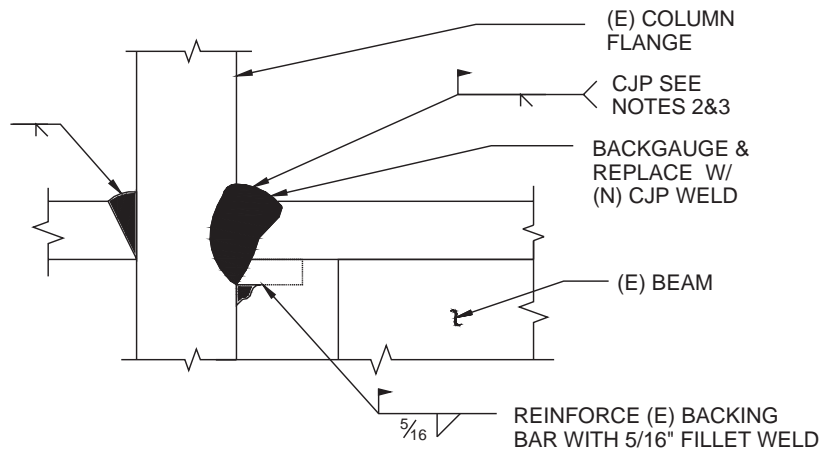 (E) COLUMN
FLANGE
CJP SEE
NOTES 2&3
BACKGAUGE &
REPLACE W/
(N) CJP WELD
(E) BEAM
5/16
REINFORCE (E) BACKING
BAR WITH 5/16" FILLET WELD